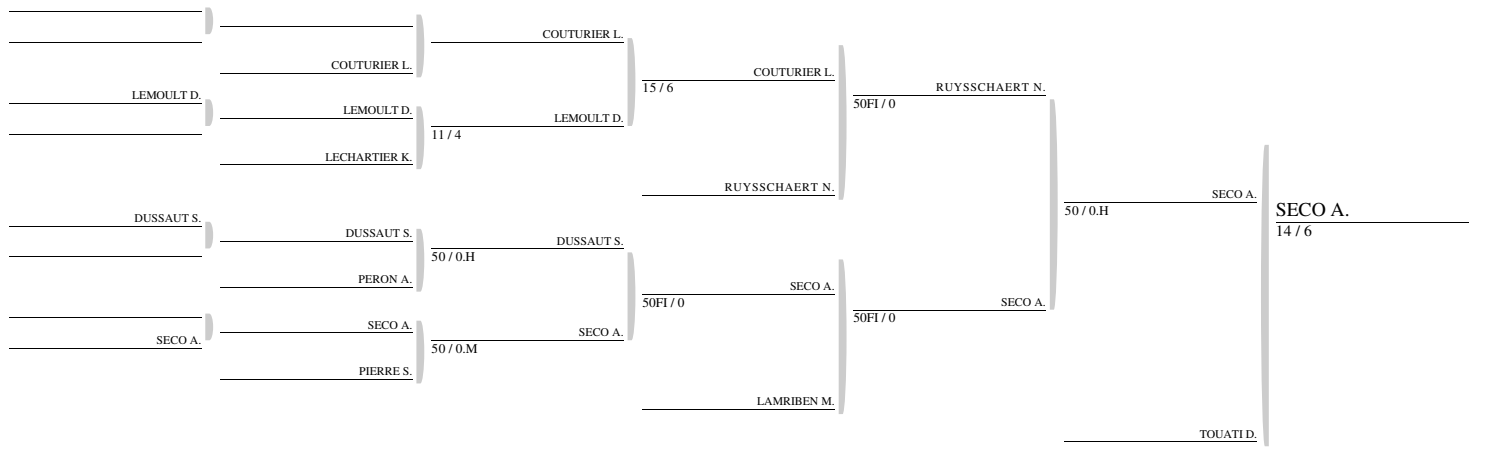 COUTURIER L.
LEMOULT D.
DUSSAUT S.
SECO A.
COUTURIER L.
LEMOULT D.
LECHARTIER K.
DUSSAUT S.
PERON A.
SECO A.
PIERRE S.
COUTURIER L.
LEMOULT D.
11 / 4
DUSSAUT S.
50 / 0.H
SECO A.
50 / 0.M
COUTURIER L.
15 / 6
RUYSSCHAERT N.
SECO A.
50FI / 0
LAMRIBEN M.
RUYSSCHAERT N.
50FI / 0
SECO A.
50FI / 0
SECO A.
50 / 0.H
TOUATI D.
SECO A.
14 / 6